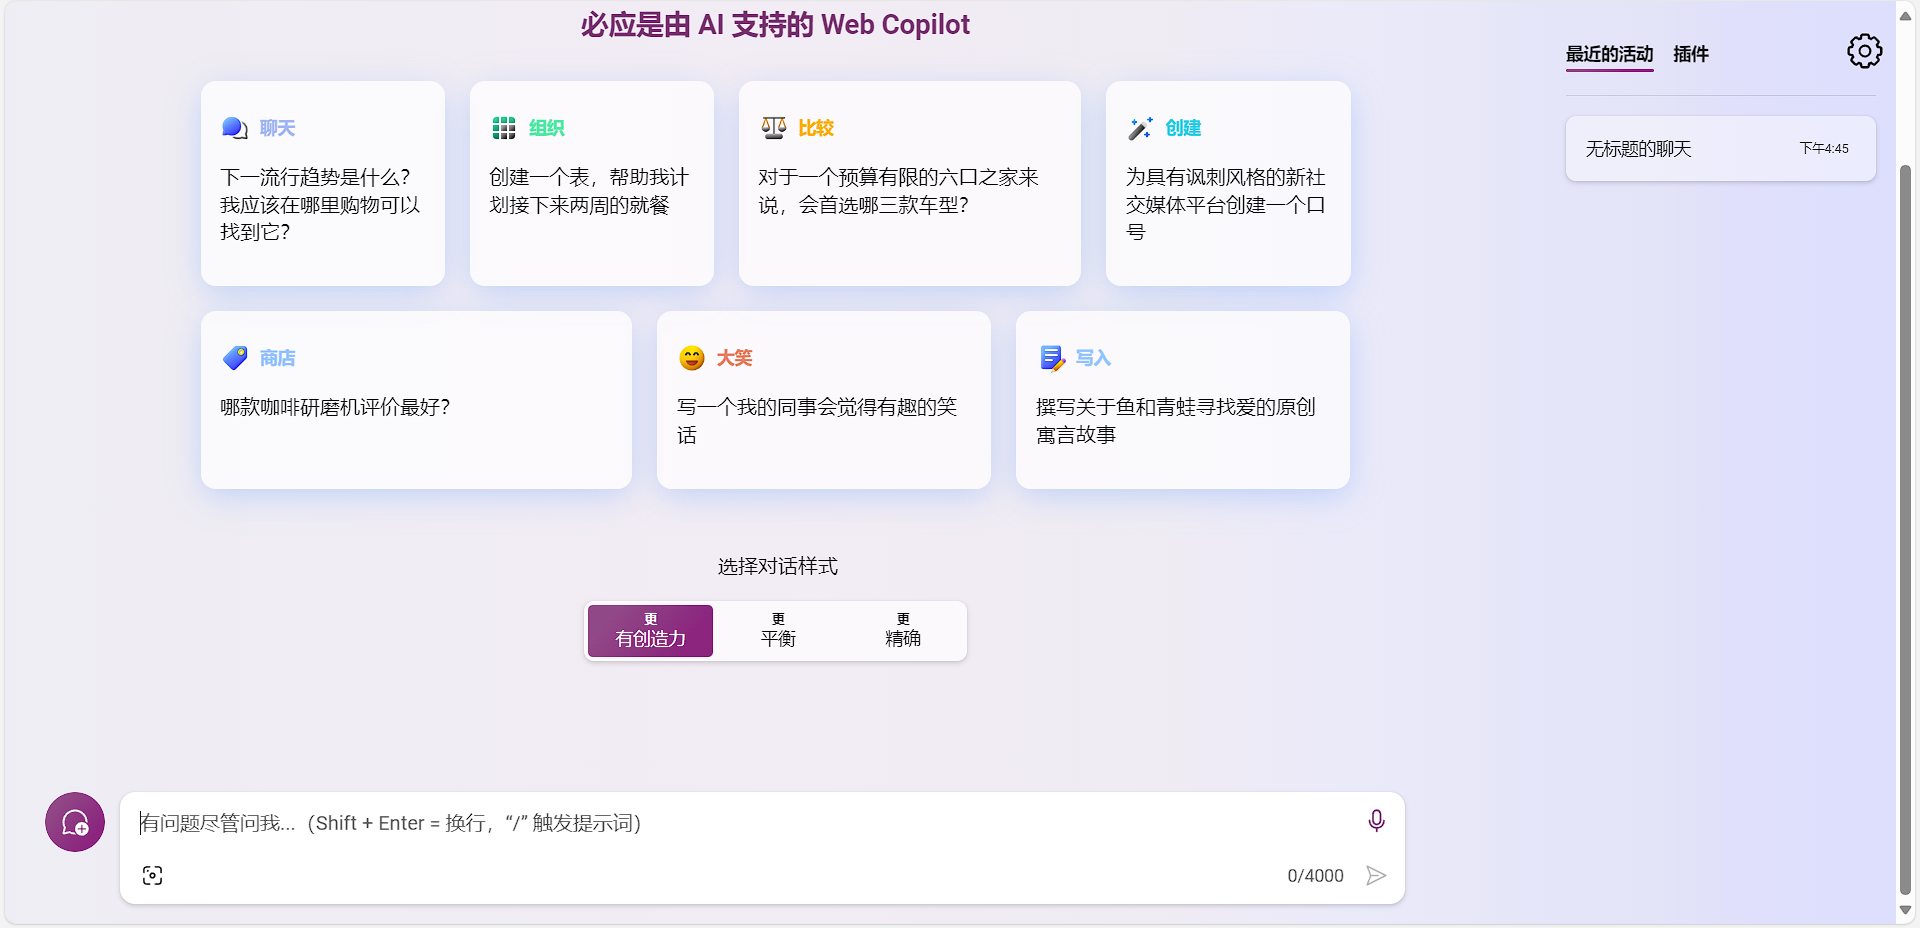 必应是由 AI 支持的 Web Copilot
最近的活动 插件
无标题的聊天 下午4:45
聊天
下一流行趋势是什么?
我应该在哪里购物可以
找到它?
组织
创建一个表，帮助我计
划接下来两周的就餐
比较
对于一个预算有限的六口之家来
说，会首选哪三款车型?
创建
为具有讽刺风格的新社
交媒体平台创建一个口
号
商店
哪款咖啡研磨机评价最好?
大笑
写一个我的同事会觉得有趣的笑
话
写入
撰写关于鱼和青蛙寻找爱的原创
寓言故事
选择对话样式
更
有创造力
更
平衡
更
精确
有问题尽管问我...（Shift + Enter = 换行，“/” 触发提示词）
0/4000